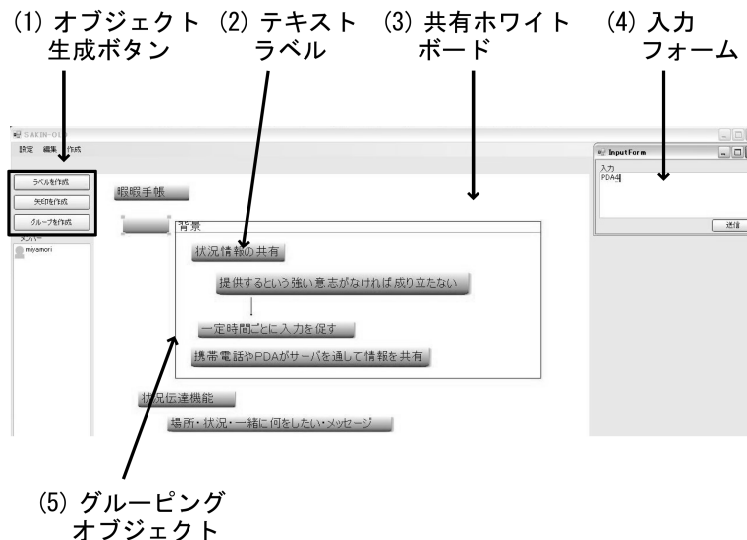 (1) オブジェクト
生成ボタン
(2) テキスト
ラベル
(3) 共有ホワイト
ボード
(4) 入力
フォーム
設定 編集 作成
ラベルを作成
矢印を作成
グループを作成
メンバー
miyamori
暇暇手帳
背景
状況情報の共有
提供するという強い意志がなければ成り立たない
一定時間ごとに入力を促す
携帯電話やPDAがサーバを通して情報を共有
状況伝達機能
場所・状況・一緒に何をしたい・メッセージ
InputForm
入力
PDA4
送信
(5) グルーピング
オブジェクト